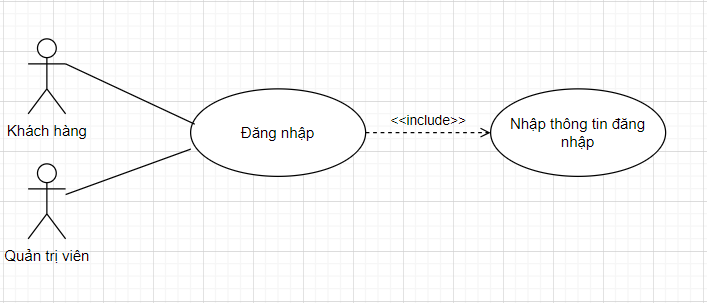 Khách hàng
Đăng nhập
<<include>>
Nhập thông tin đăng
nhập
Quản trị viên